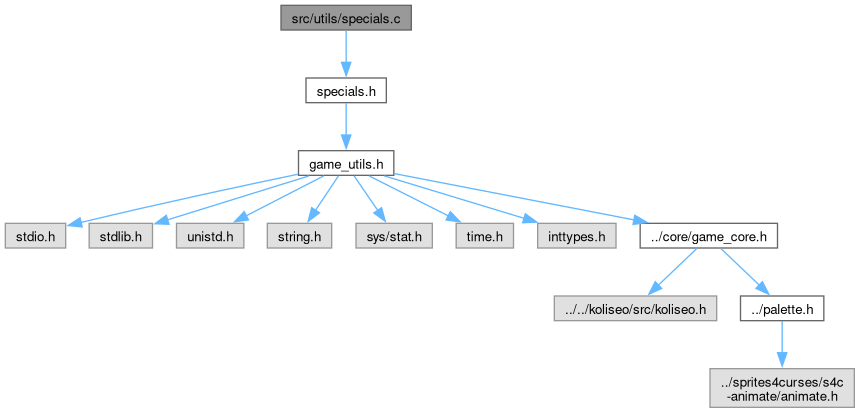 src/utils/specials.c
specials.h
game_utils.h
stdio.h
stdlib.h
unistd.h
string.h
sys/stat.h
time.h
inttypes.h
../core/game_core.h
../../koliseo/src/koliseo.h
../palette.h
../sprites4curses/s4c
-animate/animate.h